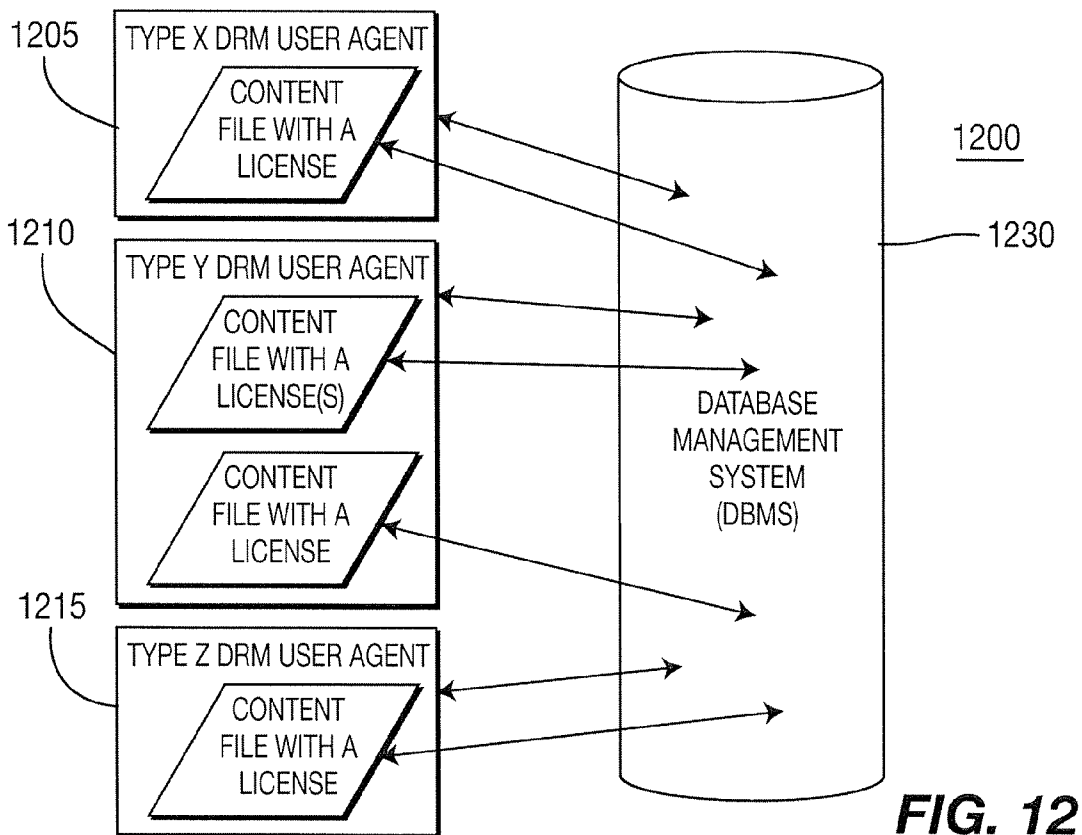 1205
TYPE X DRM USER AGENT
CONTENT
FILE WITH A
LICENSE
1200
1210
1230
TYPE Y DRM USER AGENT
CONTENT
FILE WITH A
LICENSE(S)
CONTENT
FILE WITH A
LICENSE
DATABASE
MANAGEMENT
SYSTEM
(DBMS)
1215
TYPE Z DRM USER AGENT
CONTENT
FILE WITH A
LICENSE
FIG. 12